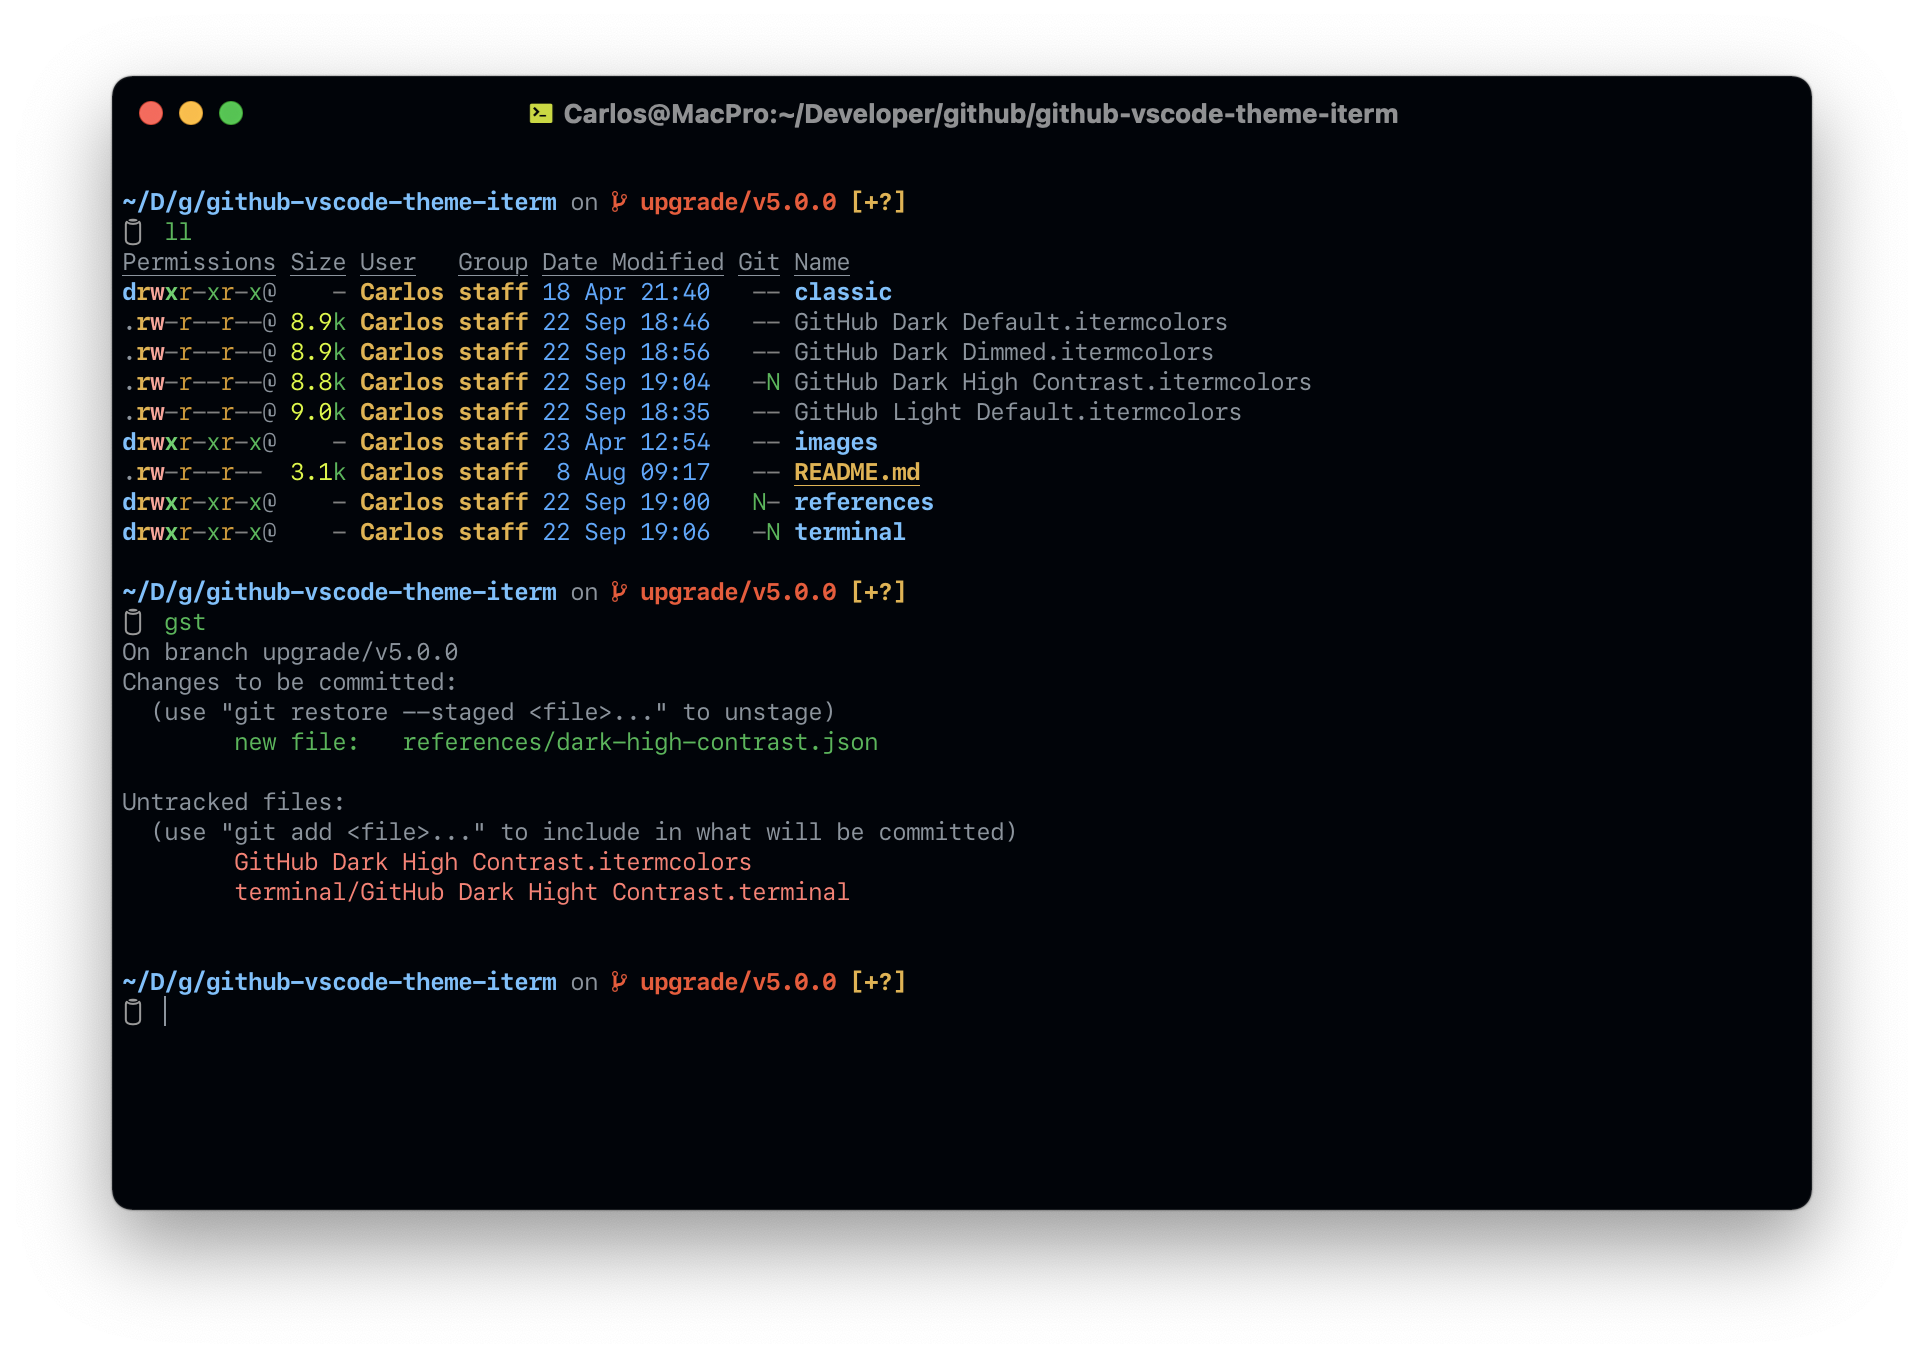 Carlos@MacPro:~/Developer/github/github-vscode-theme-iterm
~/D/g/github-vscode-theme-iterm on upgrade/v5.0.0 [+?]
ll
Permissions Size User   Group Date Modified Git Name
drwxr-xr-x@    - Carlos staff 18 Apr 21:40   -- classic
.rw-r--r--@ 8.9k Carlos staff 22 Sep 18:46   -- GitHub Dark Default.itermcolors
.rw-r--r--@ 8.9k Carlos staff 22 Sep 18:56   -- GitHub Dark Dimmed.itermcolors
.rw-r--r--@ 8.8k Carlos staff 22 Sep 19:04   -N GitHub Dark High Contrast.itermcolors
.rw-r--r--@ 9.0k Carlos staff 22 Sep 18:35   -- GitHub Light Default.itermcolors
drwxr-xr-x@    - Carlos staff 23 Apr 12:54   -- images
.rw-r--r--  3.1k Carlos staff  8 Aug 09:17   -- README.md
drwxr-xr-x@    - Carlos staff 22 Sep 19:00   N- references
drwxr-xr-x@    - Carlos staff 22 Sep 19:06   -N terminal
~/D/g/github-vscode-theme-iterm on upgrade/v5.0.0 [+?]
gst
On branch upgrade/v5.0.0
Changes to be committed:
  (use "git restore --staged <file>..." to unstage)
        new file:   references/dark-high-contrast.json
Untracked files:
  (use "git add <file>..." to include in what will be committed)
        GitHub Dark High Contrast.itermcolors
        terminal/GitHub Dark Hight Contrast.terminal
~/D/g/github-vscode-theme-iterm on upgrade/v5.0.0 [+?]